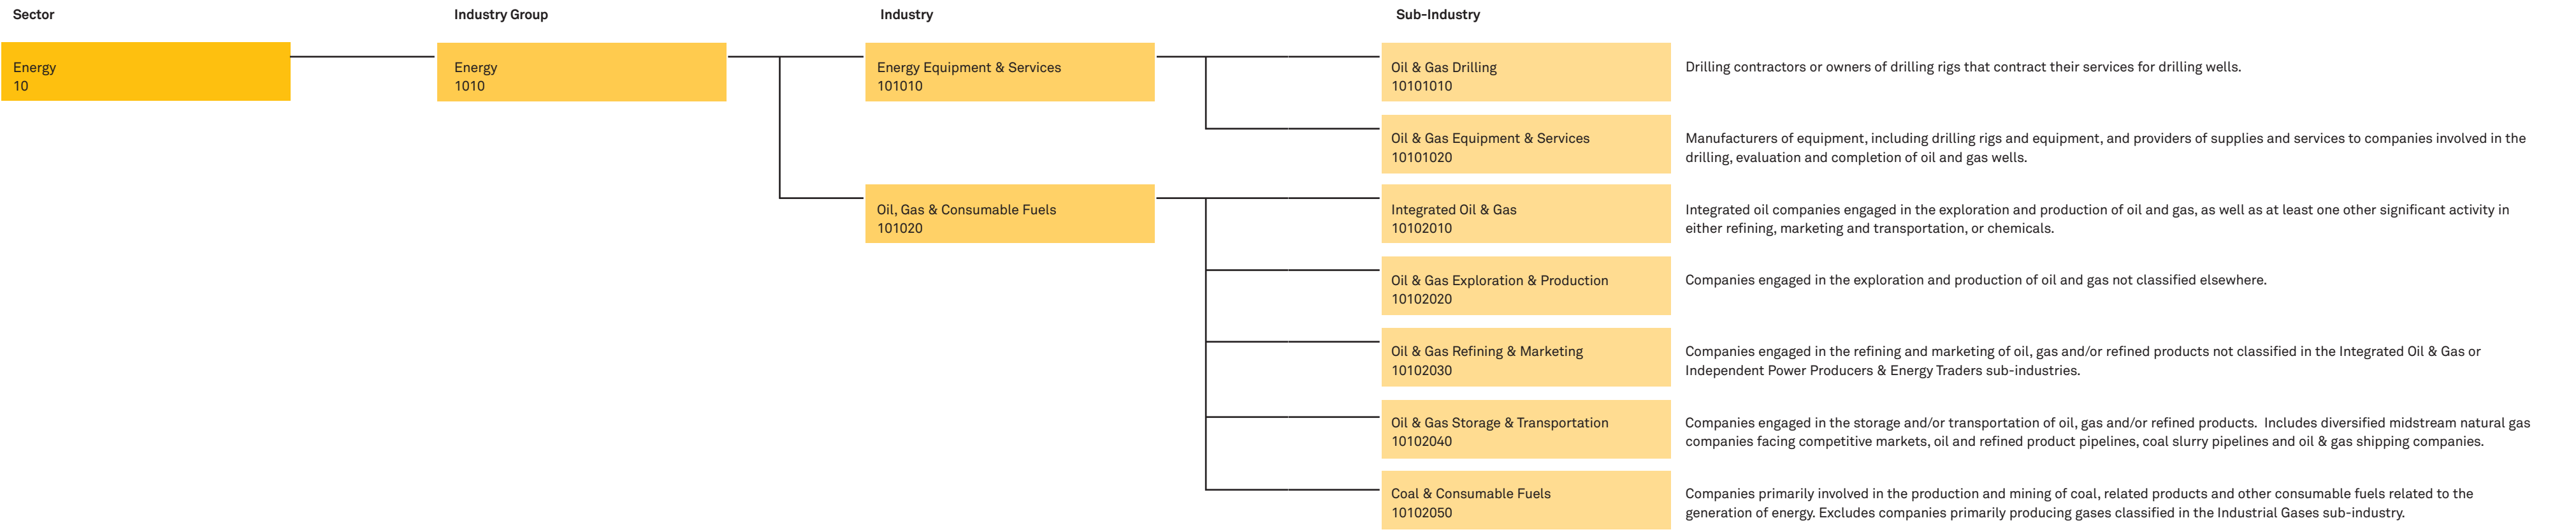 Sector
Industry Group
Industry
Sub-Industry
Energy
10
Energy
1010
Energy Equipment & Services
101010
Oil & Gas Drilling
10101010
Drilling contractors or owners of drilling rigs that contract their services for drilling wells.
Oil & Gas Equipment & Services
10101020
Manufacturers of equipment, including drilling rigs and equipment, and providers of supplies and services to companies involved in the
drilling, evaluation and completion of oil and gas wells.
Oil, Gas & Consumable Fuels
101020
Integrated Oil & Gas
10102010
Integrated oil companies engaged in the exploration and production of oil and gas, as well as at least one other significant activity in
either refining, marketing and transportation, or chemicals.
Oil & Gas Exploration & Production
10102020
Companies engaged in the exploration and production of oil and gas not classified elsewhere.
Oil & Gas Refining & Marketing
10102030
Companies engaged in the refining and marketing of oil, gas and/or refined products not classified in the Integrated Oil & Gas or
Independent Power Producers & Energy Traders sub-industries.
Oil & Gas Storage & Transportation
10102040
Companies engaged in the storage and/or transportation of oil, gas and/or refined products.  Includes diversified midstream natural gas
companies facing competitive markets, oil and refined product pipelines, coal slurry pipelines and oil & gas shipping companies.
Coal & Consumable Fuels
10102050
Companies primarily involved in the production and mining of coal, related products and other consumable fuels related to the
generation of energy. Excludes companies primarily producing gases classified in the Industrial Gases sub-industry.